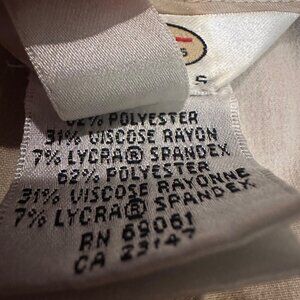 S
62% POLYESTER
31% VISCOSE RAYON
7% LYCRA® SPANDEX
62% POLYESTER
31% VISCOSE RAYONNE
7% LYCRA® SPANDEX
RN 69061
CA 23147